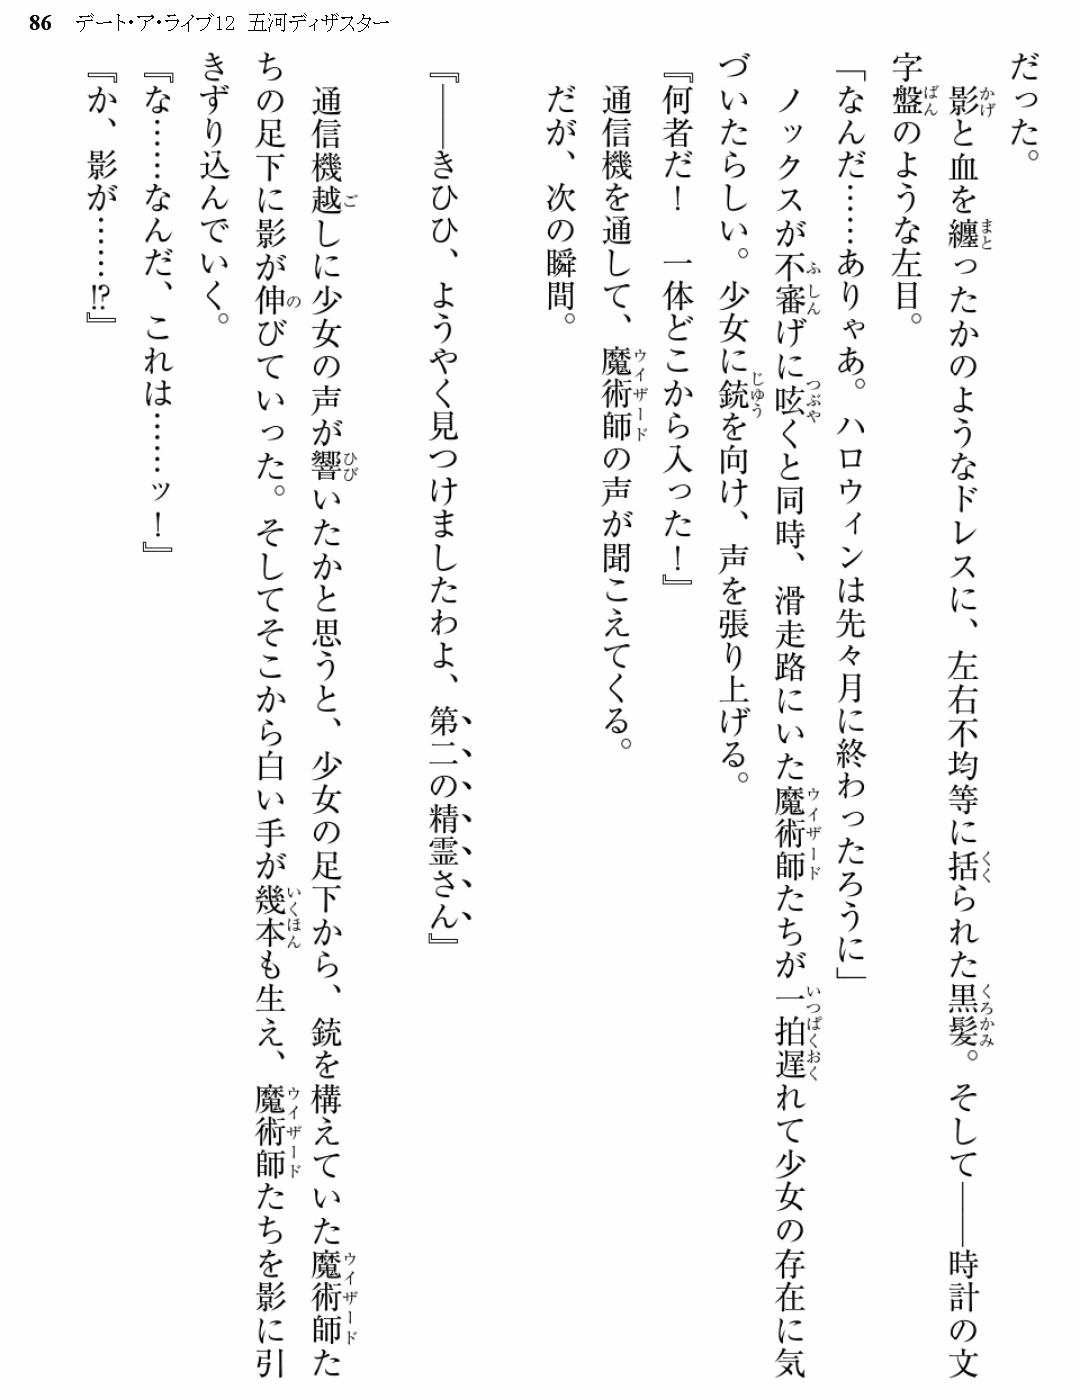 86 デート・ア・ライブ12 五河ディザスター
だった。
影と血を纏ったかのようなドレスに、左右不均等に括られた黒髪。そして――時計の文
字盤のような左目。
「なんだ……ありゃあ。ハロウィンは先々月に終わったろうに」
ノックスが不審げに呟くと同時、滑走路にいた魔術師たちが一拍遅れて少女の存在に気
づいたらしい。少女に銃を向け、声を張り上げる。
『何者だ！　一体どこから入った！』
通信機を通して、魔術師の声が聞こえてくる。
だが、次の瞬間。
『――きひひ、ようやく見つけましたわよ、第二の精霊さん』
通信機越しに少女の声が響いたかと思うと、少女の足下から、銃を構えていた魔術師た
ちの足下に影が伸びていった。そしてそこから白い手が幾本も生え、魔術師たちを影に引
きずり込んでいく。
『な……なんだ、これは……ッ！』
『か、影が……!?』